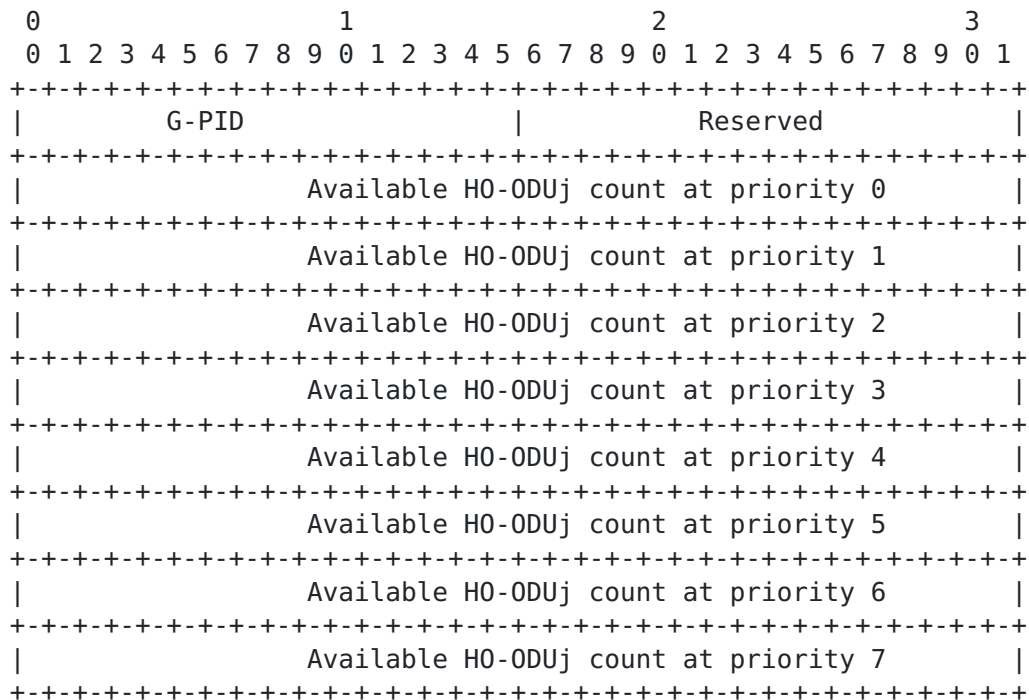 0                   1                   2                   3
 0 1 2 3 4 5 6 7 8 9 0 1 2 3 4 5 6 7 8 9 0 1 2 3 4 5 6 7 8 9 0 1
+-+-+-+-+-+-+-+-+-+-+-+-+-+-+-+-+-+-+-+-+-+-+-+-+-+-+-+-+-+-+-+-+
|         G-PID                 |           Reserved            |
+-+-+-+-+-+-+-+-+-+-+-+-+-+-+-+-+-+-+-+-+-+-+-+-+-+-+-+-+-+-+-+-+
|                  Available HO-ODUj count at priority 0        |
+-+-+-+-+-+-+-+-+-+-+-+-+-+-+-+-+-+-+-+-+-+-+-+-+-+-+-+-+-+-+-+-+
|                  Available HO-ODUj count at priority 1        |
+-+-+-+-+-+-+-+-+-+-+-+-+-+-+-+-+-+-+-+-+-+-+-+-+-+-+-+-+-+-+-+-+
|                  Available HO-ODUj count at priority 2        |
+-+-+-+-+-+-+-+-+-+-+-+-+-+-+-+-+-+-+-+-+-+-+-+-+-+-+-+-+-+-+-+-+
|                  Available HO-ODUj count at priority 3        |
+-+-+-+-+-+-+-+-+-+-+-+-+-+-+-+-+-+-+-+-+-+-+-+-+-+-+-+-+-+-+-+-+
|                  Available HO-ODUj count at priority 4        |
+-+-+-+-+-+-+-+-+-+-+-+-+-+-+-+-+-+-+-+-+-+-+-+-+-+-+-+-+-+-+-+-+
|                  Available HO-ODUj count at priority 5        |
+-+-+-+-+-+-+-+-+-+-+-+-+-+-+-+-+-+-+-+-+-+-+-+-+-+-+-+-+-+-+-+-+
|                  Available HO-ODUj count at priority 6        |
+-+-+-+-+-+-+-+-+-+-+-+-+-+-+-+-+-+-+-+-+-+-+-+-+-+-+-+-+-+-+-+-+
|                  Available HO-ODUj count at priority 7        |
+-+-+-+-+-+-+-+-+-+-+-+-+-+-+-+-+-+-+-+-+-+-+-+-+-+-+-+-+-+-+-+-+